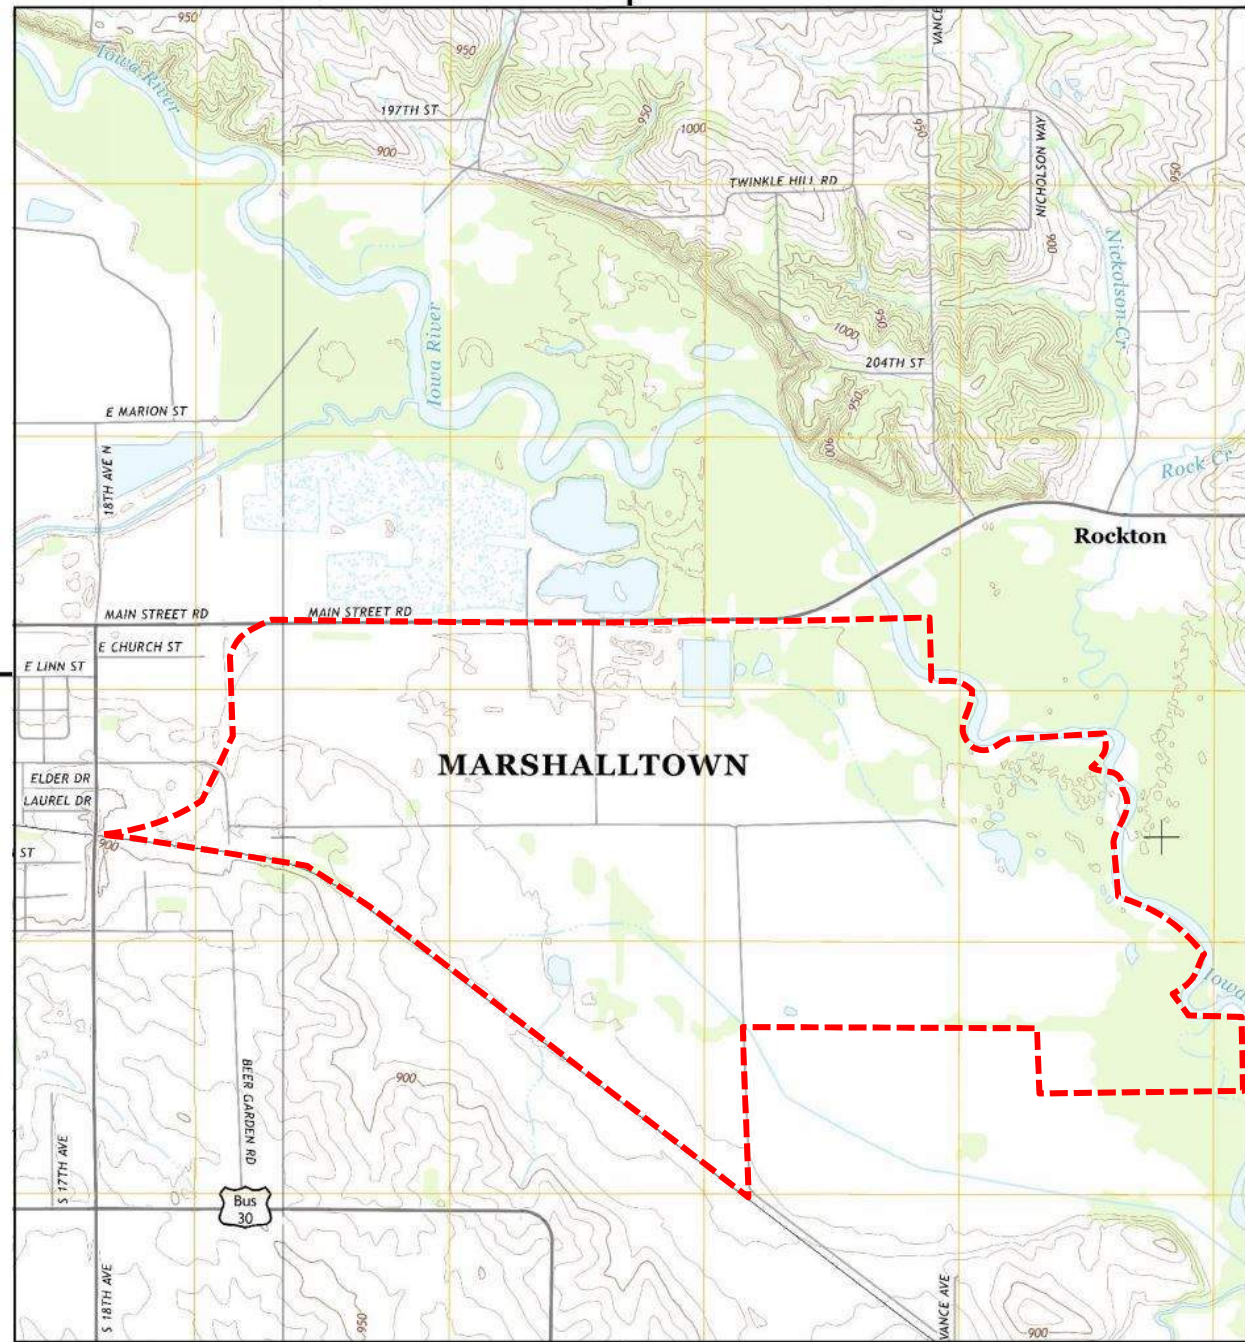 950
Iowa River
950
VANCE
197TH ST
950
1000
950
900
NICHOLSON WAY
950
TWINKLE HILL RD
900
Nickolson Cr
Iowa River
950
1000
204TH ST
950
E MARION ST
900
Rock Cr
18TH AVE N
Rockton
MAIN STREET RD
MAIN STREET RD
E CHURCH ST
E LINN ST
MARSHALLTOWN
ELDER DR
LAUREL DR
900
ST
Iowa
900
BEER GARDEN RD
S 17TH AVE
Bus
30
S 18TH AVE
950
VANCE AVE
900